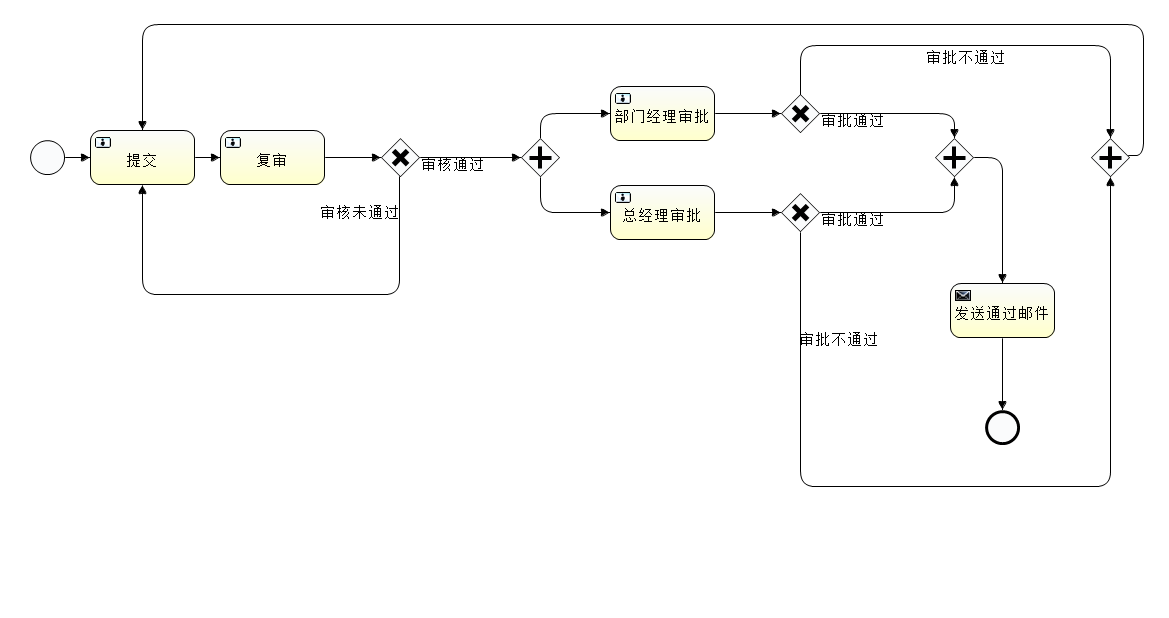 审批不通过
部门经理审批
审批通过
提交
复审
审核通过
审核未通过
总经理审批
审批通过
发送通过邮件
审批不通过